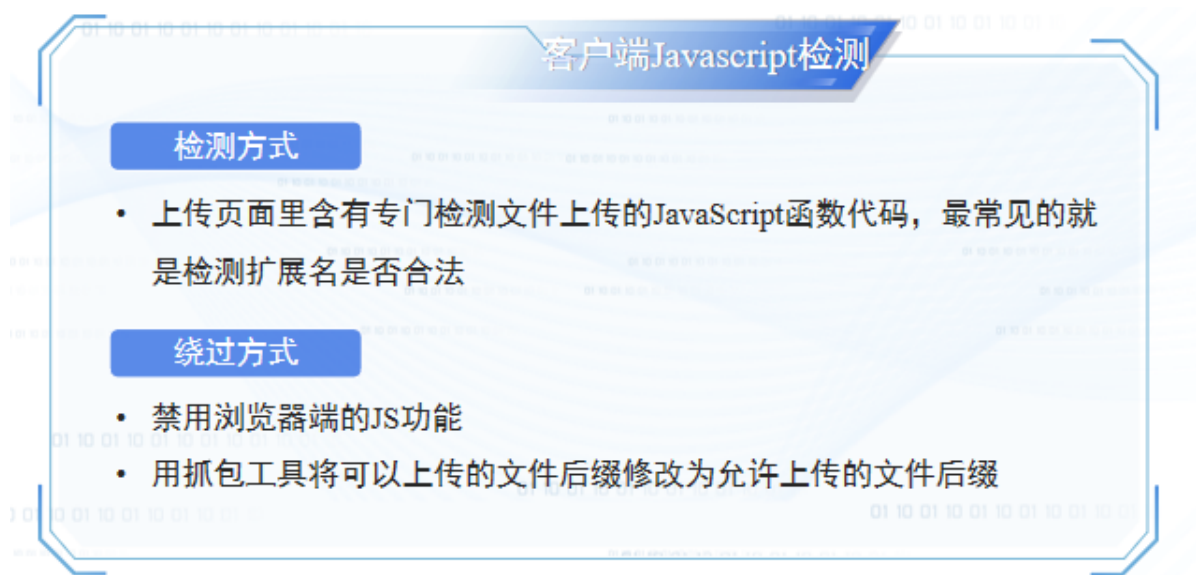 客户端Javascript检测
检测方式
• 上传页面里含有专门检测文件上传的JavaScript函数代码，最常见的就
是检测扩展名是否合法
绕过方式
• 禁用浏览器端的JS功能
• 用抓包工具将可以上传的文件后缀修改为允许上传的文件后缀